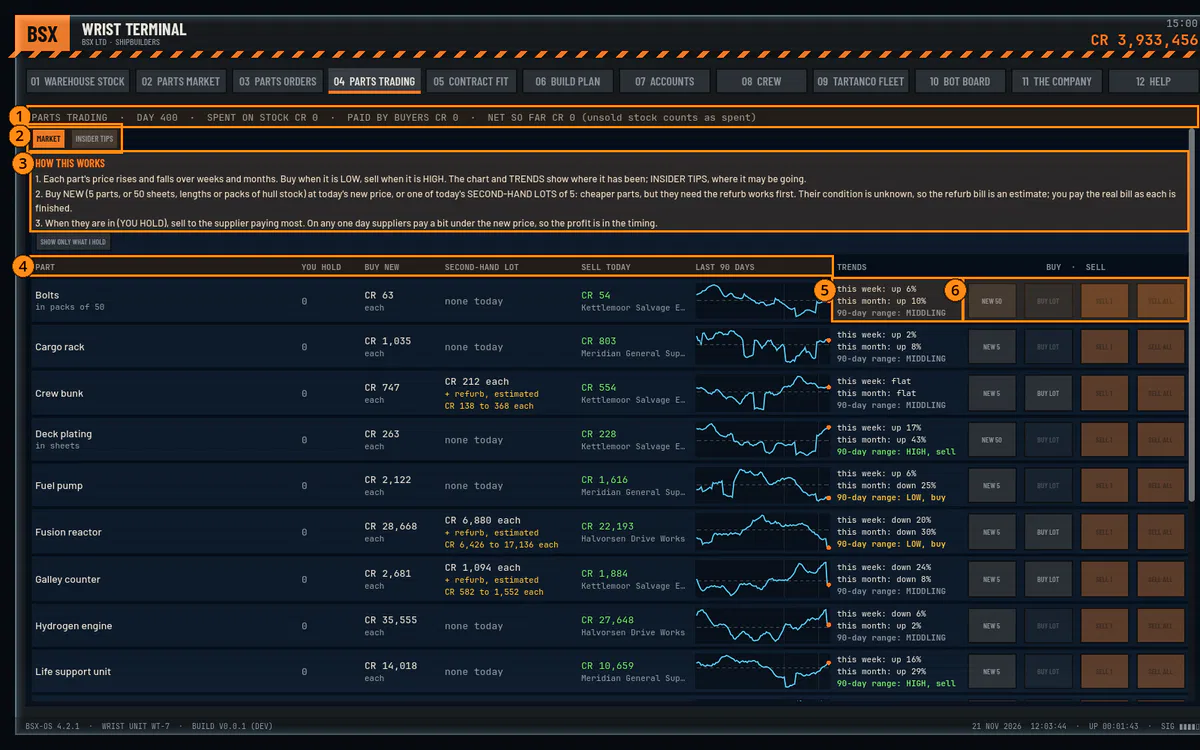 BSX
WRIST TERMINAL
BSX LTD · SHIPBUILDERS
15:00
CR 3,933,456
01 WAREHOUSE STOCK
02 PARTS MARKET
03 PARTS ORDERS
04 PARTS TRADING
05 CONTRACT FIT
06 BUILD PLAN
07 ACCOUNTS
08 CREW
09 TARTANCO FLEET
10 BOT BOARD
11 THE COMPANY
12 HELP
1
PARTS TRADING · DAY 400 · SPENT ON STOCK CR 0 · PAID BY BUYERS CR 0 · NET SO FAR CR 0 (unsold stock counts as spent)
2
MARKET
INSIDER TIPS
3
HOW THIS WORKS
1. Each part's price rises and falls over weeks and months. Buy when it is LOW, sell when it is HIGH. The chart and TRENDS show where it has been; INSIDER TIPS, where it may be going.
2. Buy NEW (5 parts, or 50 sheets, lengths or packs of hull stock) at today's new price, or one of today's SECOND-HAND LOTS of 5: cheaper parts, but they need the refurb works first. Their condition is unknown, so the refurb bill is an estimate; you pay the real bill as each is
finished.
3. When they are in (YOU HOLD), sell to the supplier paying most. On any one day suppliers pay a bit under the new price, so the profit is in the timing.
SHOW ONLY WHAT I HOLD
4
PART YOU HOLD BUY NEW SECOND-HAND LOT SELL TODAY LAST 90 DAYS TRENDS BUY · SELL
5
6
Bolts
in packs of 50
0
CR 63
each
none today
CR 54
Kettlemoor Salvage E…
this week: up 6%
this month: up 10%
90-day range: MIDDLING
NEW 50
BUY LOT
SELL 1
SELL ALL
Cargo rack
0
CR 1,035
each
none today
CR 803
Meridian General Sup…
this week: up 2%
this month: up 8%
90-day range: MIDDLING
NEW 5
BUY LOT
SELL 1
SELL ALL
Crew bunk
0
CR 747
each
CR 212 each
+ refurb, estimated
CR 138 to 368 each
CR 554
Kettlemoor Salvage E…
this week: flat
this month: flat
90-day range: MIDDLING
NEW 5
BUY LOT
SELL 1
SELL ALL
Deck plating
in sheets
0
CR 263
each
none today
CR 228
Kettlemoor Salvage E…
this week: up 17%
this month: up 43%
90-day range: HIGH, sell
NEW 50
BUY LOT
SELL 1
SELL ALL
Fuel pump
0
CR 2,122
each
none today
CR 1,616
Meridian General Sup…
this week: up 6%
this month: down 25%
90-day range: LOW, buy
NEW 5
BUY LOT
SELL 1
SELL ALL
Fusion reactor
0
CR 28,668
each
CR 6,880 each
+ refurb, estimated
CR 6,426 to 17,136 each
CR 22,193
Halvorsen Drive Works
this week: down 20%
this month: down 30%
90-day range: LOW, buy
NEW 5
BUY LOT
SELL 1
SELL ALL
Galley counter
0
CR 2,681
each
CR 1,094 each
+ refurb, estimated
CR 582 to 1,552 each
CR 1,884
Kettlemoor Salvage E…
this week: down 24%
this month: down 8%
90-day range: MIDDLING
NEW 5
BUY LOT
SELL 1
SELL ALL
Hydrogen engine
0
CR 35,555
each
none today
CR 27,648
Halvorsen Drive Works
this week: down 6%
this month: up 2%
90-day range: MIDDLING
NEW 5
BUY LOT
SELL 1
SELL ALL
Life support unit
0
CR 14,018
each
none today
CR 10,659
Meridian General Sup…
this week: up 16%
this month: up 29%
90-day range: HIGH, sell
NEW 5
BUY LOT
SELL 1
SELL ALL
BSX-OS 4.2.1 · WRIST UNIT WT-7 · BUILD V0.0.1 (DEV)
21 NOV 2026 12:03:44 · UP 00:01:43 · SIG